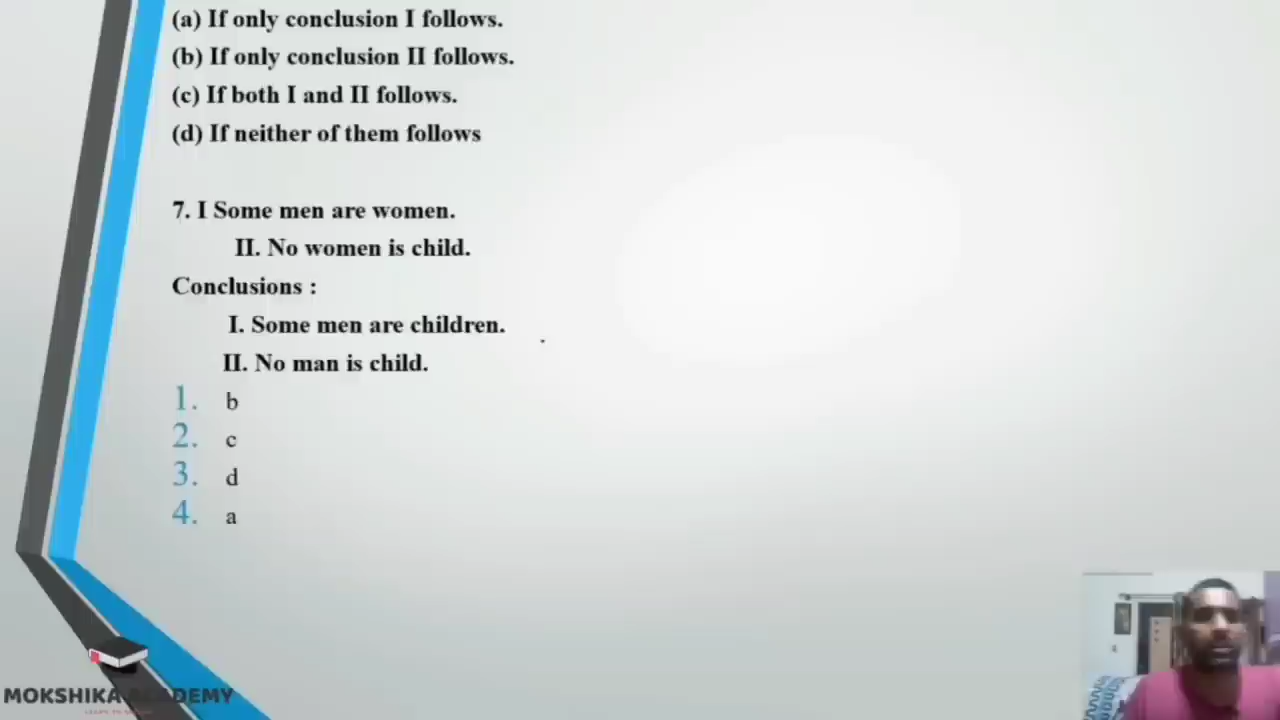 (a) If only conclusion I follows.
(b) If only conclusion II follows.
(c) If both I and II follows.
(d) If neither of them follows
7. I Some men are women.
II. No women is child.
Conclusions :
I. Some men are children.
II. No man is child.
1. b
2. c
3. d
4. a
MOKSHIKA ACADEMY